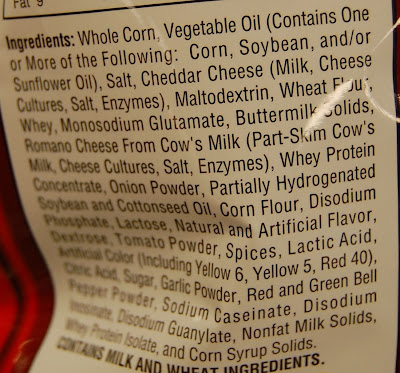 Fat 9
Ingredients: Whole Corn, Vegetable Oil (Contains One
or More of the Following: Corn, Soybean, and/or
Sunflower Oil), Salt, Cheddar Cheese (Milk, Cheese
Cultures, Salt, Enzymes), Maltodextrin, Wheat Flour,
Whey, Monosodium Glutamate, Buttermilk Solids,
Romano Cheese From Cow's Milk (Part-Skim Cow's
Milk, Cheese Cultures, Salt, Enzymes), Whey Protein
Concentrate, Onion Powder, Partially Hydrogenated
Soybean and Cottonseed Oil, Corn Flour, Disodium
Phosphate, Lactose, Natural and Artificial Flavor,
Dextrose, Tomato Powder, Spices, Lactic Acid,
Artificial Color (Including Yellow 6, Yellow 5, Red 40),
Citric Acid, Sugar, Garlic Powder, Red and Green Bell
Pepper Powder, Sodium Caseinate, Disodium
Inosinate, Disodium Guanylate, Nonfat Milk Solids,
Whey Protein Isolate, and Corn Syrup Solids.
CONTAINS MILK AND WHEAT INGREDIENTS.